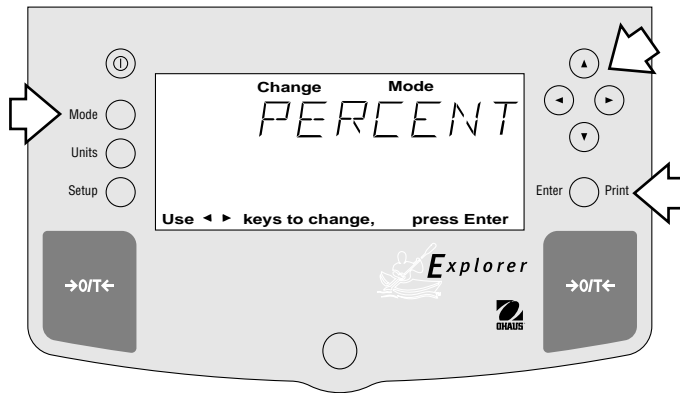 Change Mode
PERCENT
Use ◄ ► keys to change, press Enter
Mode
Units
Setup
Enter Print
→0/T←
Explorer
OHAUS
→0/T←